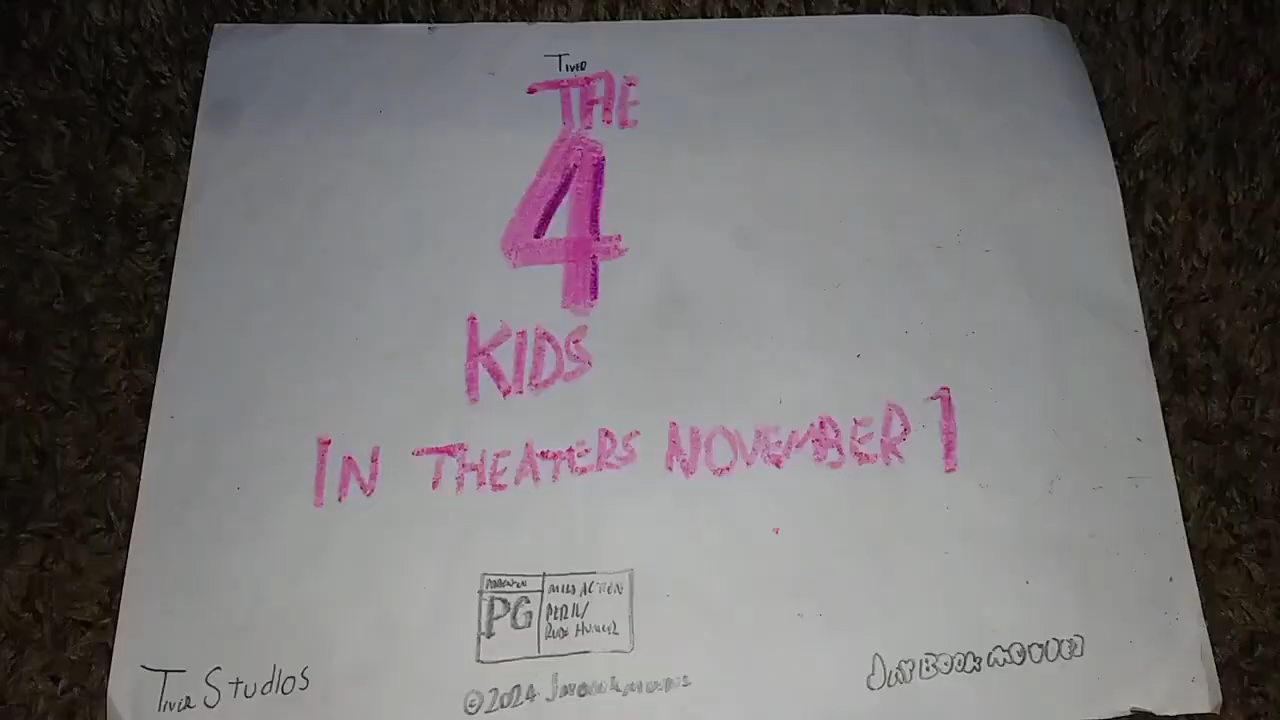 Tiver
THE
4
KIDS
IN THEATERS NOVEMBER 1
PG
MILD ACTION
PERIL/
RUDE HUMOR
Tiver Studios
©2024